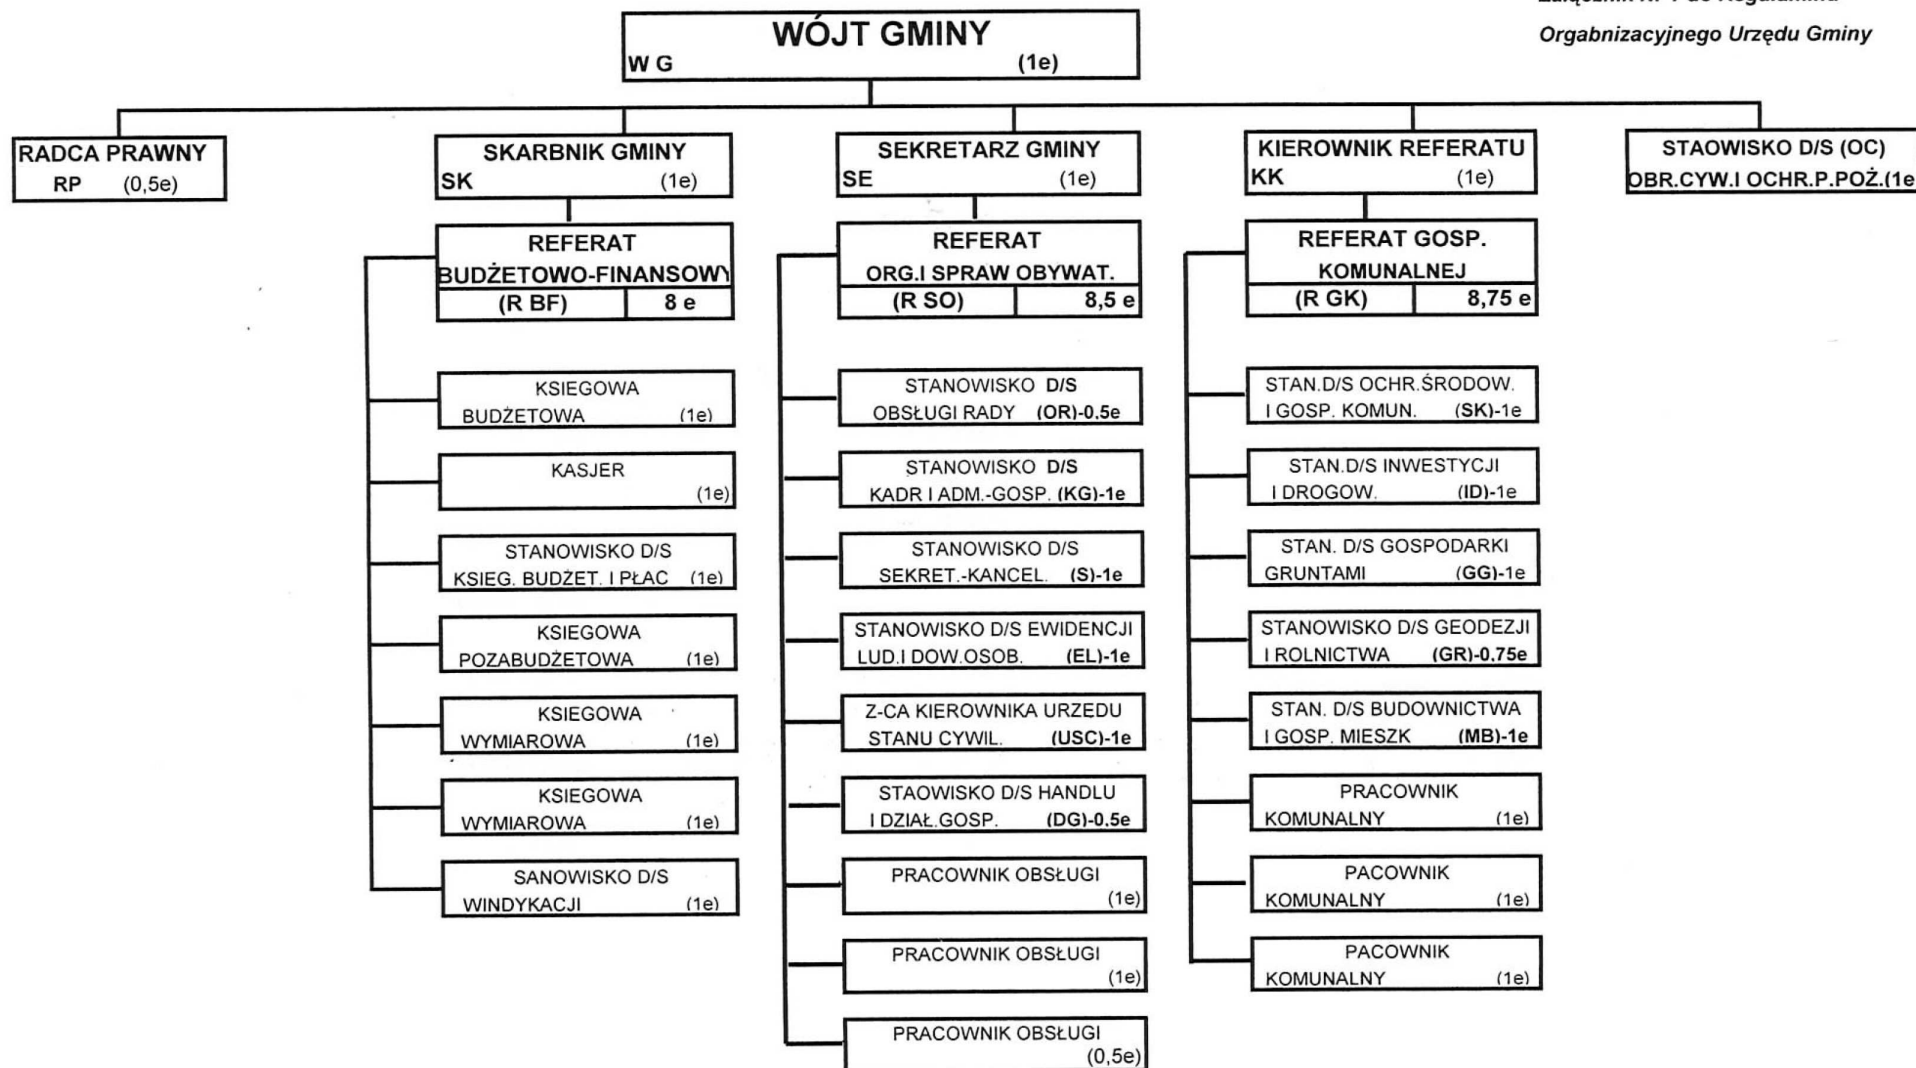 Orgabnizacyjnego Urzędu Gminy
WÓJT GMINY
W G (1e)
RADCA PRAWNY
RP (0,5e)
SKARBNIK GMINY
SK (1e)
SEKRETARZ GMINY
SE (1e)
KIEROWNIK REFERATU
KK (1e)
STAOWISKO D/S (OC)
OBR.CYW.I OCHR.P.POŻ.(1e
REFERAT
BUDŻETOWO-FINANSOWY
(R BF) 8 e
REFERAT
ORG.I SPRAW OBYWAT.
(R SO) 8,5 e
REFERAT GOSP.
KOMUNALNEJ
(R GK) 8,75 e
KSIEGOWA
BUDŻETOWA (1e)
KASJER
(1e)
STANOWISKO D/S
KSIEG. BUDŻET. I PŁAC (1e)
KSIEGOWA
POZABUDŻETOWA (1e)
KSIEGOWA
WYMIAROWA (1e)
KSIEGOWA
WYMIAROWA (1e)
SANOWISKO D/S
WINDYKACJI (1e)
STANOWISKO D/S
OBSŁUGI RADY (OR)-0,5e
STANOWISKO D/S
KADR I ADM.-GOSP. (KG)-1e
STANOWISKO D/S
SEKRET.-KANCEL. (S)-1e
STANOWISKO D/S EWIDENCJI
LUD.I DOW.OSOB. (EL)-1e
Z-CA KIEROWNIKA URZEDU
STANU CYWIL. (USC)-1e
STAOWISKO D/S HANDLU
I DZIAŁ.GOSP. (DG)-0,5e
PRACOWNIK OBSŁUGI
(1e)
PRACOWNIK OBSŁUGI
(1e)
PRACOWNIK OBSŁUGI
(0,5e)
STAN.D/S OCHR.ŚRODOW.
I GOSP. KOMUN. (SK)-1e
STAN.D/S INWESTYCJI
I DROGOW. (ID)-1e
STAN. D/S GOSPODARKI
GRUNTAMI (GG)-1e
STANOWISKO D/S GEODEZJI
I ROLNICTWA (GR)-0,75e
STAN. D/S BUDOWNICTWA
I GOSP. MIESZK (MB)-1e
PRACOWNIK
KOMUNALNY (1e)
PACOWNIK
KOMUNALNY (1e)
PACOWNIK
KOMUNALNY (1e)